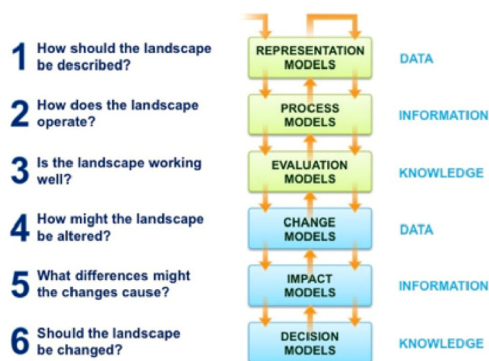 1 How should the landscape
be described?
REPRESENTATION
MODELS
DATA
2 How does the landscape
operate?
PROCESS
MODELS
INFORMATION
3 Is the landscape working
well?
EVALUATION
MODELS
KNOWLEDGE
4 How might the landscape
be altered?
CHANGE
MODELS
DATA
5 What differences might
the changes cause?
IMPACT
MODELS
INFORMATION
6 Should the landscape
be changed?
DECISION
MODELS
KNOWLEDGE